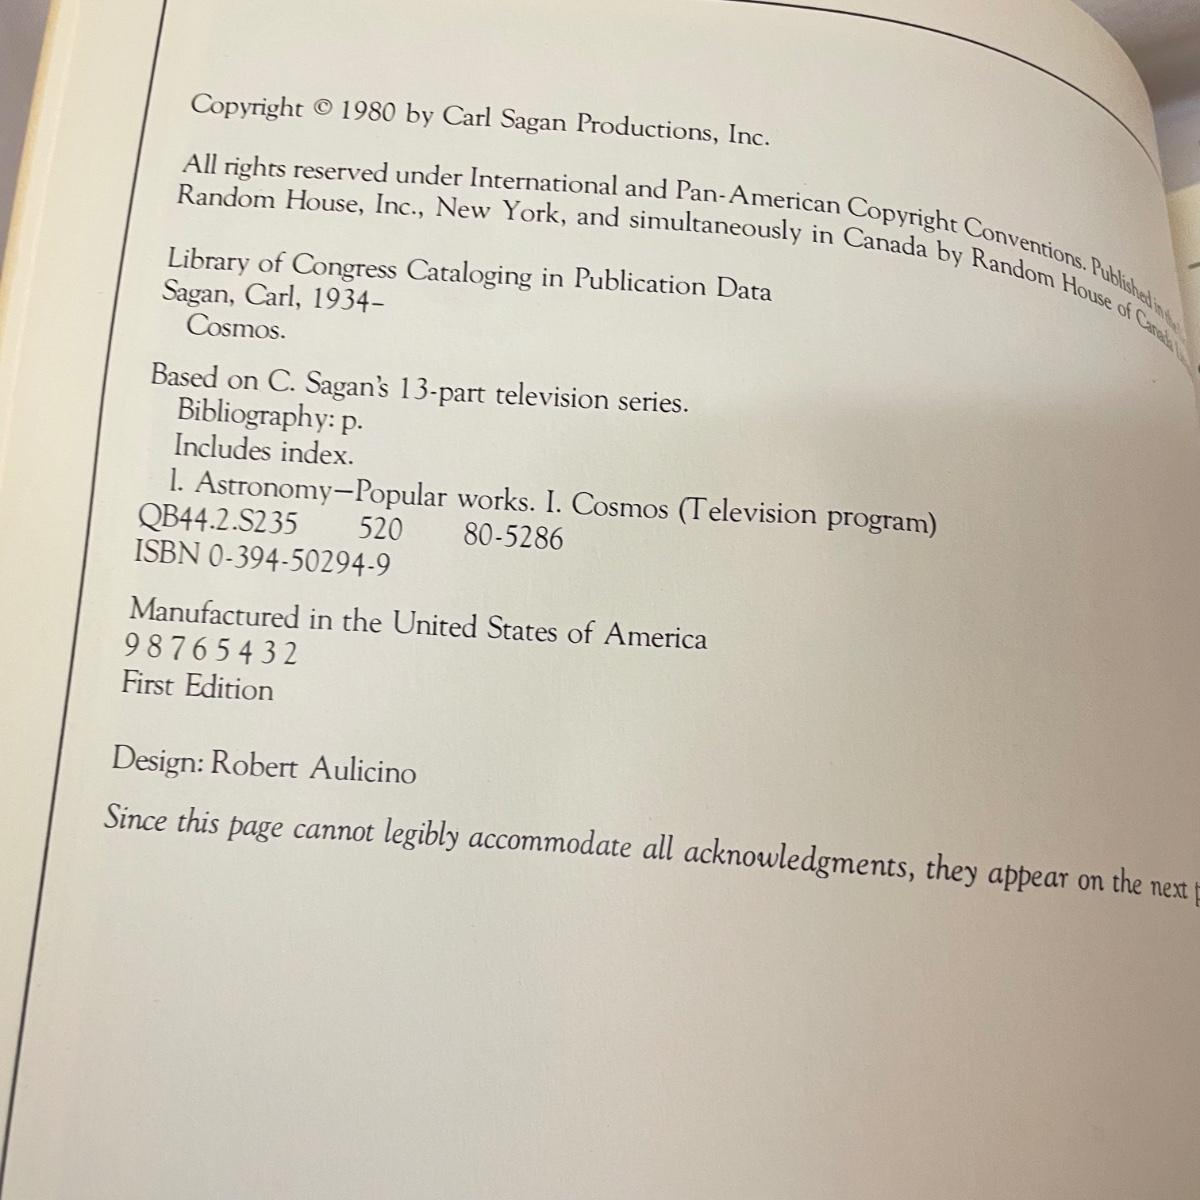 Copyright © 1980 by Carl Sagan Productions, Inc.
All rights reserved under International and Pan-American Copyright Conventions. Published in the
Random House, Inc., New York, and simultaneously in Canada by Random House of Canada
Library of Congress Cataloging in Publication Data
Sagan, Carl, 1934–
Cosmos.
Based on C. Sagan's 13-part television series.
Bibliography: p.
Includes index.
1. Astronomy—Popular works. I. Cosmos (Television program)
QB44.2.S235 520 80-5286
ISBN 0-394-50294-9
Manufactured in the United States of America
9 8 7 6 5 4 3 2
First Edition
Design: Robert Aulicino
Since this page cannot legibly accommodate all acknowledgments, they appear on the next